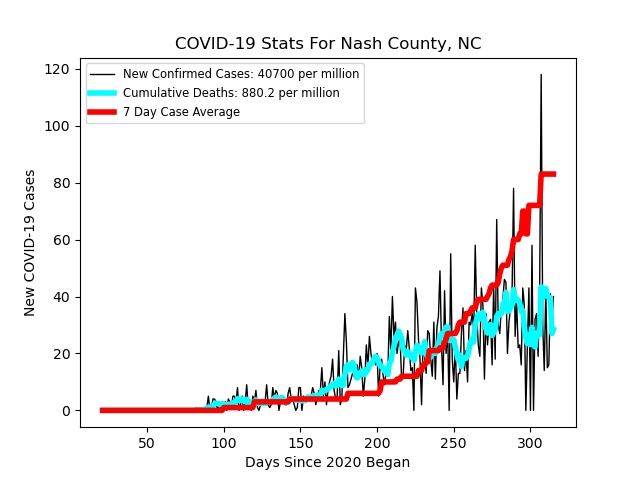 COVID-19 Stats For Nash County, NC
New Confirmed Cases: 40700 per million
Cumulative Deaths: 880.2 per million
7 Day Case Average
New COVID-19 Cases
120
100
80
60
40
20
0
50 100 150 200 250 300
Days Since 2020 Began